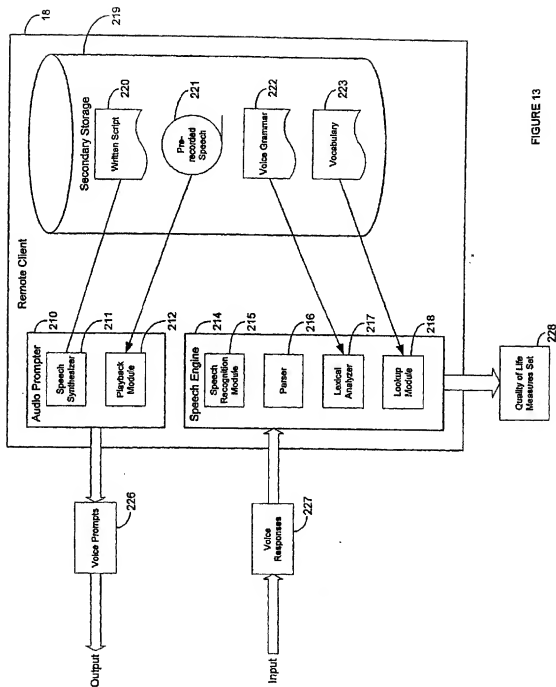 18
Remote Client
219
Secondary Storage
220
Written Script
221
Pre-
recorded
Speech
222
Voice Grammar
223
Vocabulary
210
Audio Prompter
211
Speech
Synthesizer
212
Playback
Module
214
Speech Engine
215
Speech
Recognition
Module
216
Parser
217
Lexical
Analyzer
218
Lookup
Module
Output
Voice Prompts
226
Input
Voice
Responses
227
Quality of Life
Measures Set
228
FIGURE 13